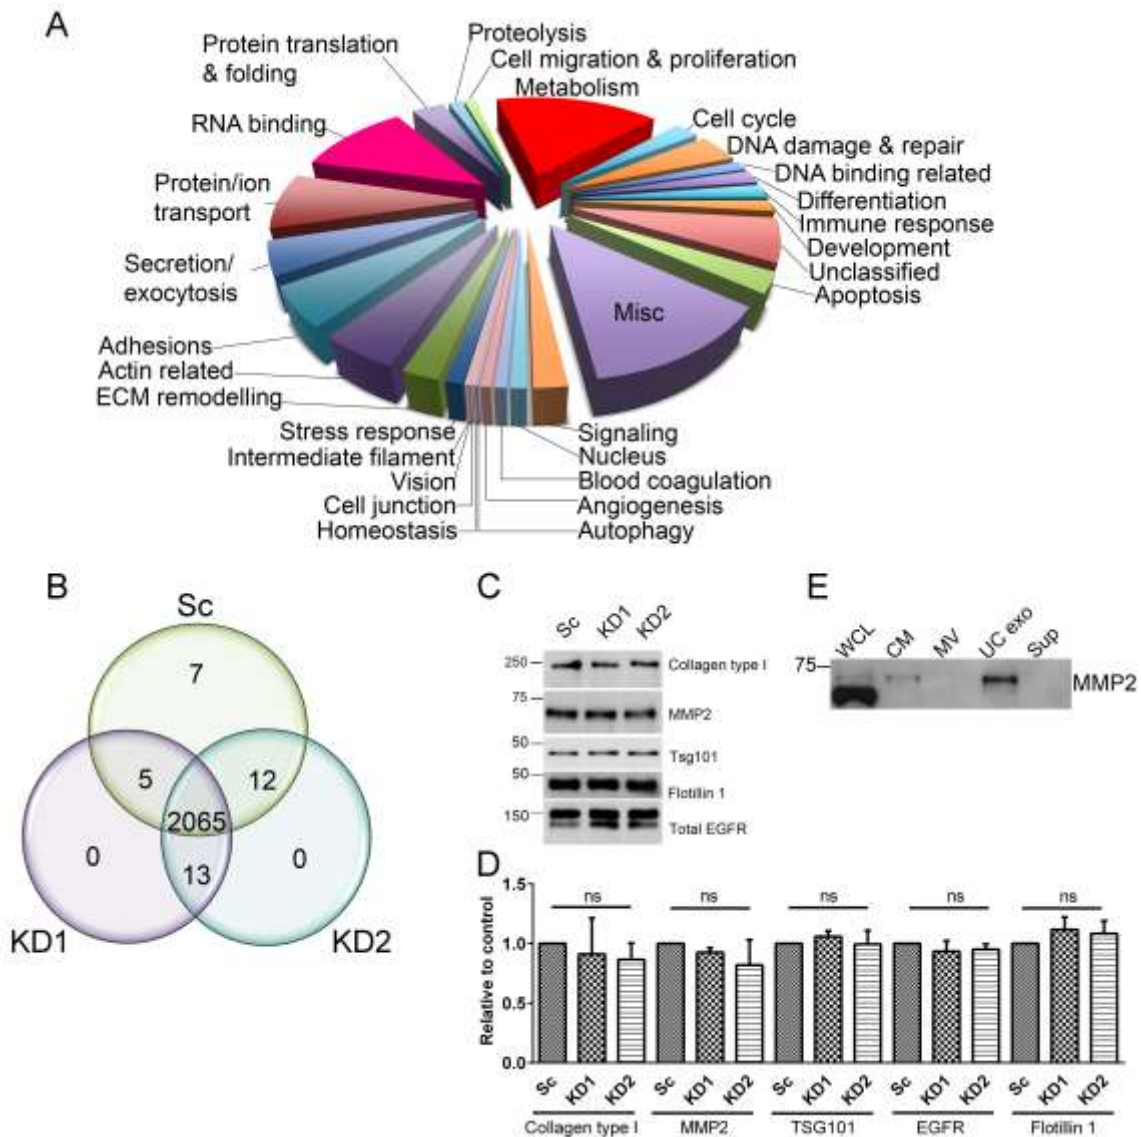 A
Proteolysis
Protein translation
& folding
Cell migration & proliferation
Metabolism
RNA binding
Cell cycle
DNA damage & repair
DNA binding related
Protein/ion
transport
Differentiation
Immune response
Development
Secretion/
exocytosis
Unclassified
Apoptosis
Misc
Adhesions
Actin related
ECM remodelling
Stress response
Signaling
Intermediate filament
Nucleus
Vision
Blood coagulation
Cell junction
Angiogenesis
Homeostasis
Autophagy
B
Sc
7
5
12
2065
0
13
0
KD1
KD2
C
Sc KD1 KD2
250 Collagen type I
75
MMP2
50
Tsg101
50
Flotillin 1
150
Total EGFR
E
WCL CM MV UC exo Sup
75
MMP2
D
Relative to control
1.5
1.0
0.5
0.0
ns ns ns ns ns
Sc KD1 KD2 Sc KD1 KD2 Sc KD1 KD2 Sc KD1 KD2 Sc KD1 KD2
Collagen type I MMP2 TSG101 EGFR Flotillin 1